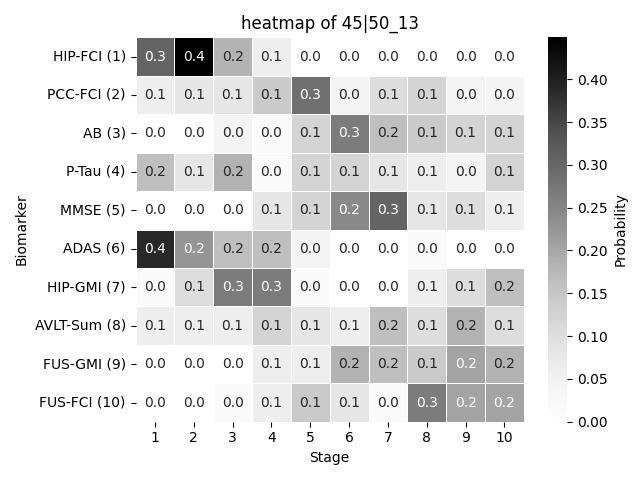 heatmap of 45|50_13
HIP-FCI (1) 0.3 0.4 0.2 0.1 0.0 0.0 0.0 0.0 0.0 0.0
PCC-FCI (2) 0.1 0.1 0.1 0.1 0.3 0.0 0.1 0.1 0.0 0.0
AB (3) 0.0 0.0 0.0 0.0 0.1 0.3 0.2 0.1 0.1 0.1
P-Tau (4) 0.2 0.1 0.2 0.0 0.1 0.1 0.1 0.1 0.0 0.1
MMSE (5) 0.0 0.0 0.0 0.1 0.1 0.2 0.3 0.1 0.1 0.1
ADAS (6) 0.4 0.2 0.2 0.2 0.0 0.0 0.0 0.0 0.0 0.0
HIP-GMI (7) 0.0 0.1 0.3 0.3 0.0 0.0 0.0 0.1 0.1 0.2
AVLT-Sum (8) 0.1 0.1 0.1 0.1 0.1 0.1 0.2 0.1 0.2 0.1
FUS-GMI (9) 0.0 0.0 0.0 0.1 0.1 0.2 0.2 0.1 0.2 0.2
FUS-FCI (10) 0.0 0.0 0.0 0.1 0.1 0.1 0.0 0.3 0.2 0.2
1 2 3 4 5 6 7 8 9 10
Stage
Biomarker
0.40
0.35
0.30
0.25
0.20
0.15
0.10
0.05
0.00
Probability